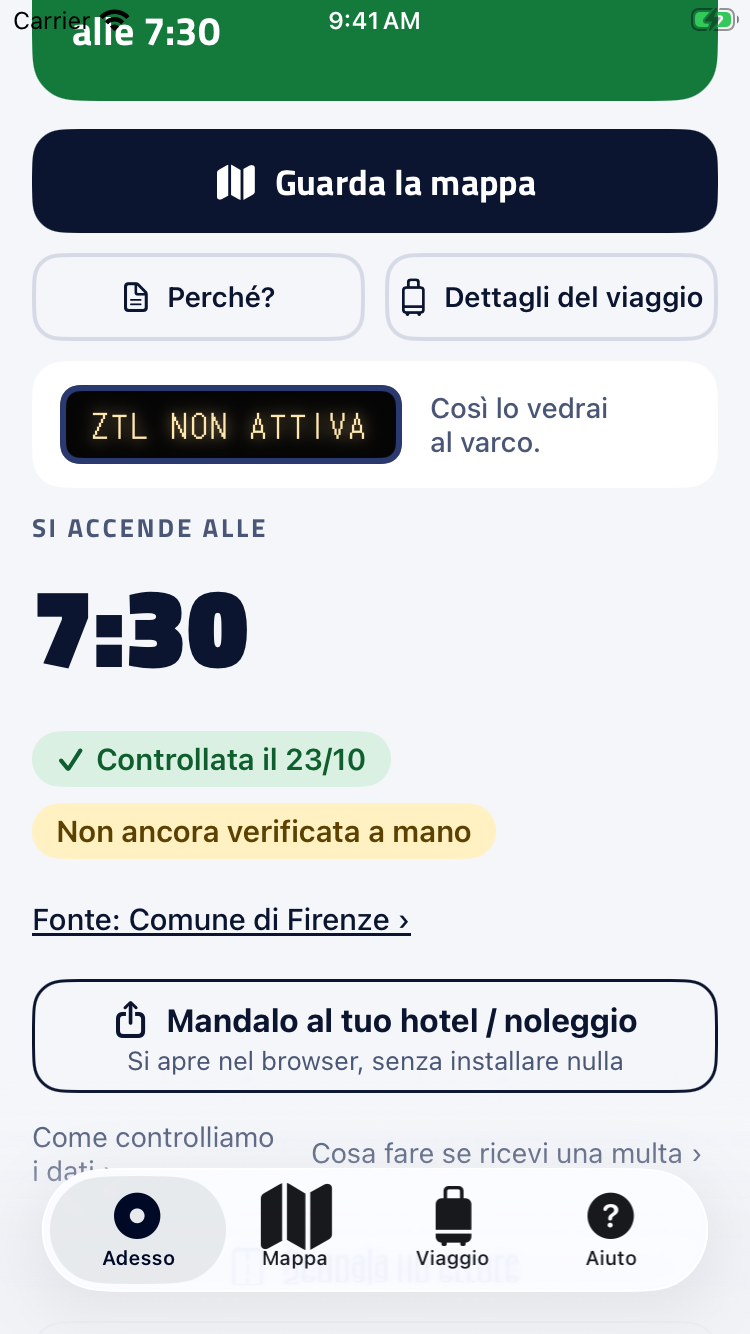 Carrier
9:41 AM
alle 7:30
Guarda la mappa
Perché?
Dettagli del viaggio
ZTL NON ATTIVA
Così lo vedrai
al varco.
SI ACCENDE ALLE
7:30
✓ Controllata il 23/10
Non ancora verificata a mano
Fonte: Comune di Firenze ›
Mandalo al tuo hotel / noleggio
Si apre nel browser, senza installare nulla
Come controlliamo
i dati ›
Cosa fare se ricevi una multa ›
Adesso
Mappa
Viaggio
Aiuto